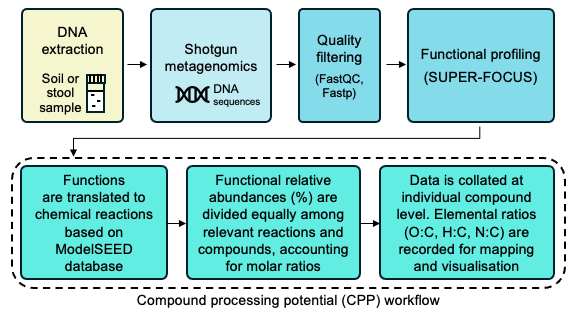 DNA
extraction
Soil or
stool
sample
Shotgun
metagenomics
DNA
sequences
Quality
filtering
(FastQC,
Fastp)
Functional profiling
(SUPER-FOCUS)
Functions
are translated to
chemical reactions
based on
ModelSEED
database
Functional relative
abundances (%) are
divided equally among
relevant reactions and
compounds, accounting
for molar ratios
Data is collated at
individual compound
level. Elemental ratios
(O:C, H:C, N:C) are
recorded for mapping
and visualisation
Compound processing potential (CPP) workflow